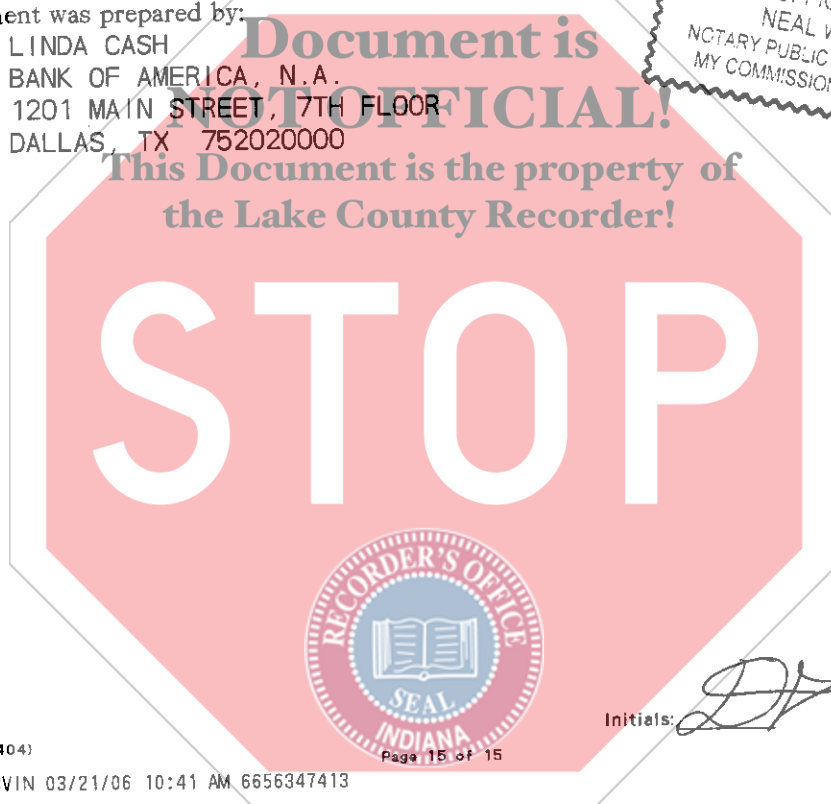 ent was prepared by:
LINDA CASH
BANK OF AMERICA, N.A.
1201 MAIN STREET, 7TH FLOOR
DALLAS, TX 752020000
NEAL
NOTARY PUBLIC
MY COMMISSION
Document is
NOT OFFICIAL!
This Document is the property of
the Lake County Recorder!
STOP
RECORDER'S OFFICE
SEAL
INDIANA
Initials:
404)
Page 15 of 15
VIN 03/21/06 10:41 AM 6656347413